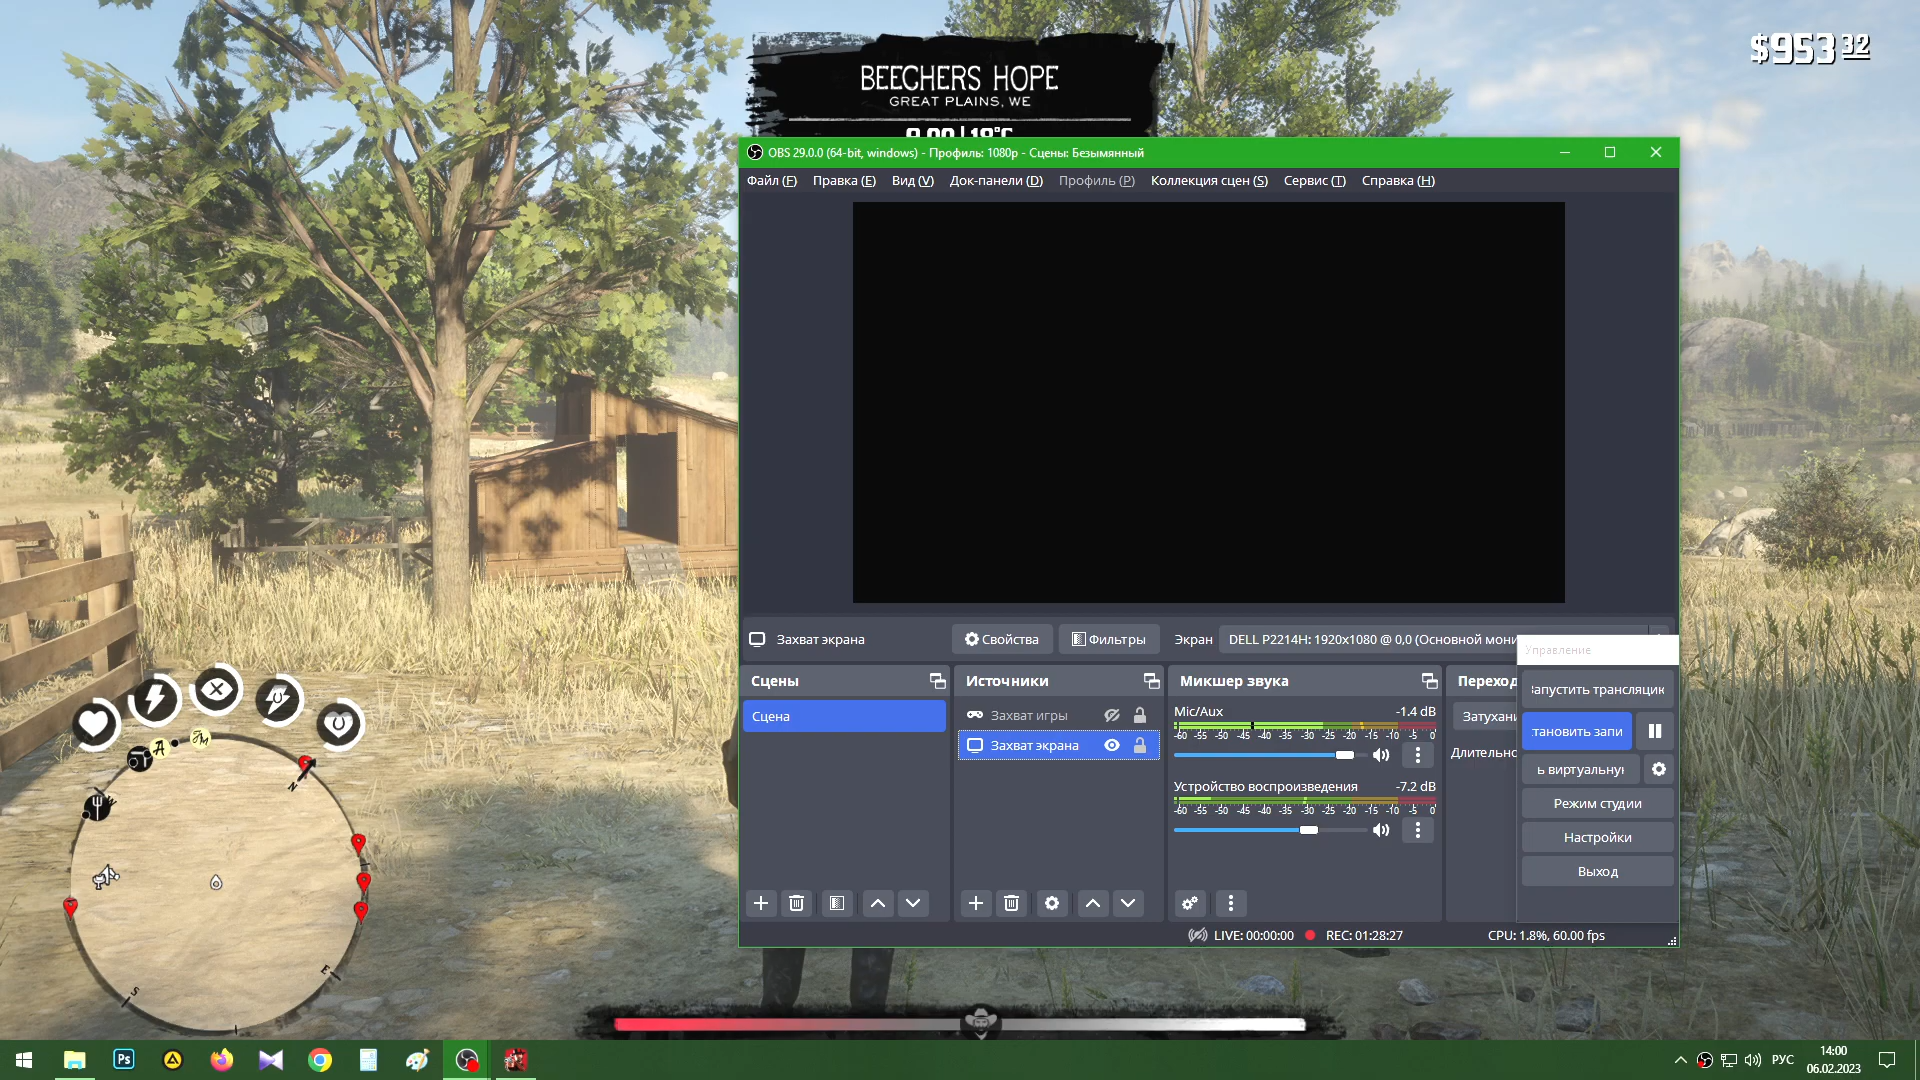 $953 32
BEECHERS HOPE
GREAT PLAINS, WE
OBS 29.0.0 (64-bit, windows) - Профиль: 1080p - Сцены: Безымянный
Файл (F) Правка (E) Вид (V) Док-панели (D) Профиль (P) Коллекция сцен (S) Сервис (T) Справка (H)
Захват экрана Свойства Фильтры Экран DELL P2214H: 1920x1080 @ 0,0 (Основной мони
Управление
Сцены Источники Микшер звука Переход
Сцена
Захват игры
Захват экрана
Mic/Aux -1.4 dB
-60 -55 -50 -45 -40 -35 -30 -25 -20 -15 -10 -5 0
Устройство воспроизведения -7.2 dB
-60 -55 -50 -45 -40 -35 -30 -25 -20 -15 -10 -5 0
Затухани
Длительнс
апустить трансляцик
тановить запи
ь виртуальну
Режим студии
Настройки
Выход
LIVE: 00:00:00 REC: 01:28:27 CPU: 1.8%, 60.00 fps
N
W
E
S
Ps
РУС
14:00
06.02.2023